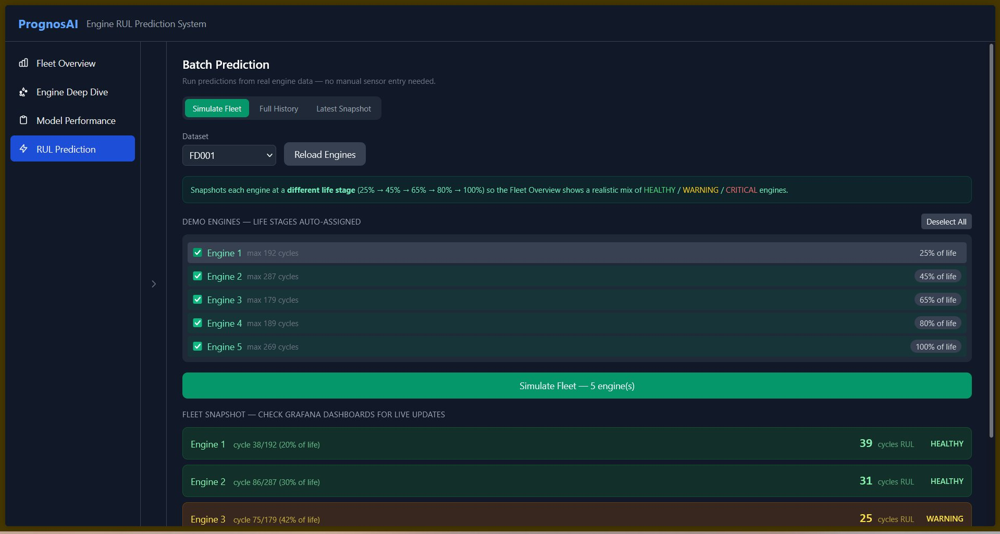 PrognosAI Engine RUL Prediction System
Fleet Overview
Engine Deep Dive
Model Performance
RUL Prediction
Batch Prediction
Run predictions from real engine data — no manual sensor entry needed.
Simulate Fleet Full History Latest Snapshot
Dataset
FD001 Reload Engines
Snapshots each engine at a different life stage (25% → 45% → 65% → 80% → 100%) so the Fleet Overview shows a realistic mix of HEALTHY / WARNING / CRITICAL engines.
DEMO ENGINES — LIFE STAGES AUTO-ASSIGNED Deselect All
Engine 1 max 192 cycles 25% of life
Engine 2 max 287 cycles 45% of life
Engine 3 max 179 cycles 65% of life
Engine 4 max 189 cycles 80% of life
Engine 5 max 269 cycles 100% of life
Simulate Fleet — 5 engine(s)
FLEET SNAPSHOT — CHECK GRAFANA DASHBOARDS FOR LIVE UPDATES
Engine 1 cycle 38/192 (20% of life) 39 cycles RUL HEALTHY
Engine 2 cycle 86/287 (30% of life) 31 cycles RUL HEALTHY
Engine 3 cycle 75/179 (42% of life) 25 cycles RUL WARNING